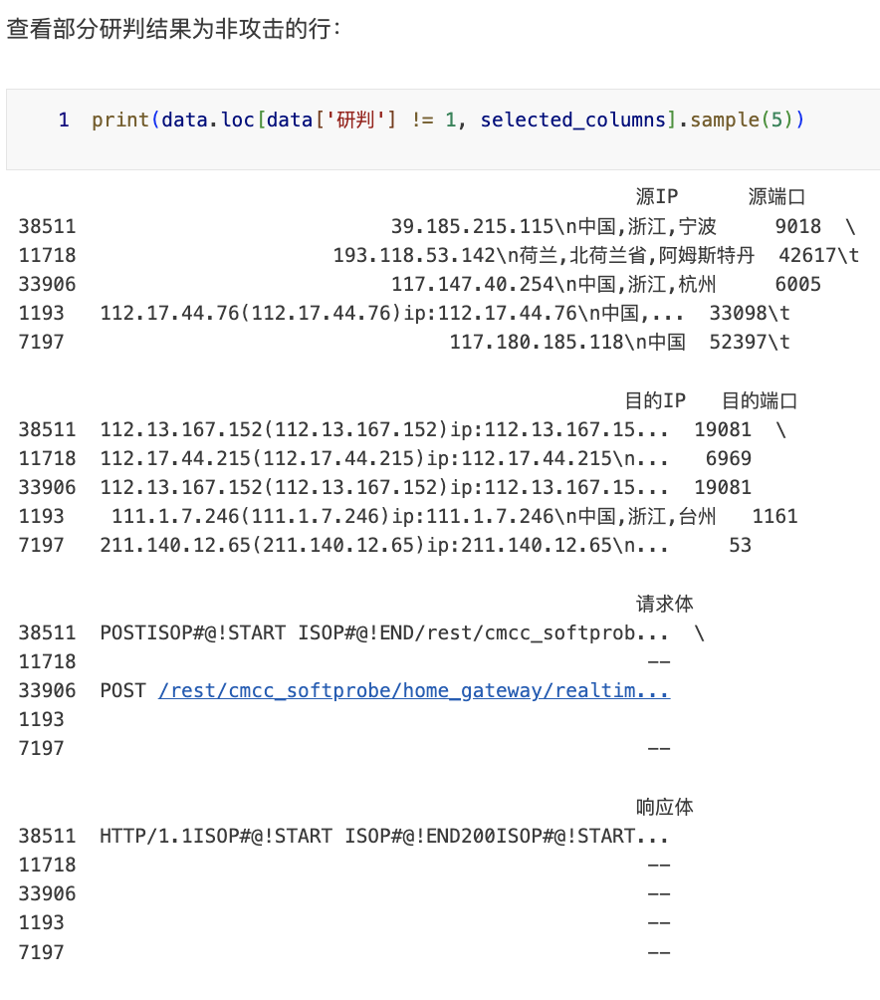 查看部分研判结果为非攻击的行：
1 print(data.loc[data['研判'] != 1, selected_columns].sample(5))
源IP 源端口
38511 39.185.215.115\n中国,浙江,宁波 9018 \
11718 193.118.53.142\n荷兰,北荷兰省,阿姆斯特丹 42617\t
33906 117.147.40.254\n中国,浙江,杭州 6005
1193 112.17.44.76(112.17.44.76)ip:112.17.44.76\n中国,... 33098\t
7197 117.180.185.118\n中国 52397\t
目的IP 目的端口
38511 112.13.167.152(112.13.167.152)ip:112.13.167.15... 19081 \
11718 112.17.44.215(112.17.44.215)ip:112.17.44.215\n... 6969
33906 112.13.167.152(112.13.167.152)ip:112.13.167.15... 19081
1193 111.1.7.246(111.1.7.246)ip:111.1.7.246\n中国,浙江,台州 1161
7197 211.140.12.65(211.140.12.65)ip:211.140.12.65\n... 53
请求体
38511 POSTISOP#@!START ISOP#@!END/rest/cmcc_softprob... \
11718 --
33906 POST /rest/cmcc_softprobe/home_gateway/realtim...
1193
7197 --
响应体
38511 HTTP/1.1ISOP#@!START ISOP#@!END200ISOP#@!START...
11718 --
33906 --
1193 --
7197 --